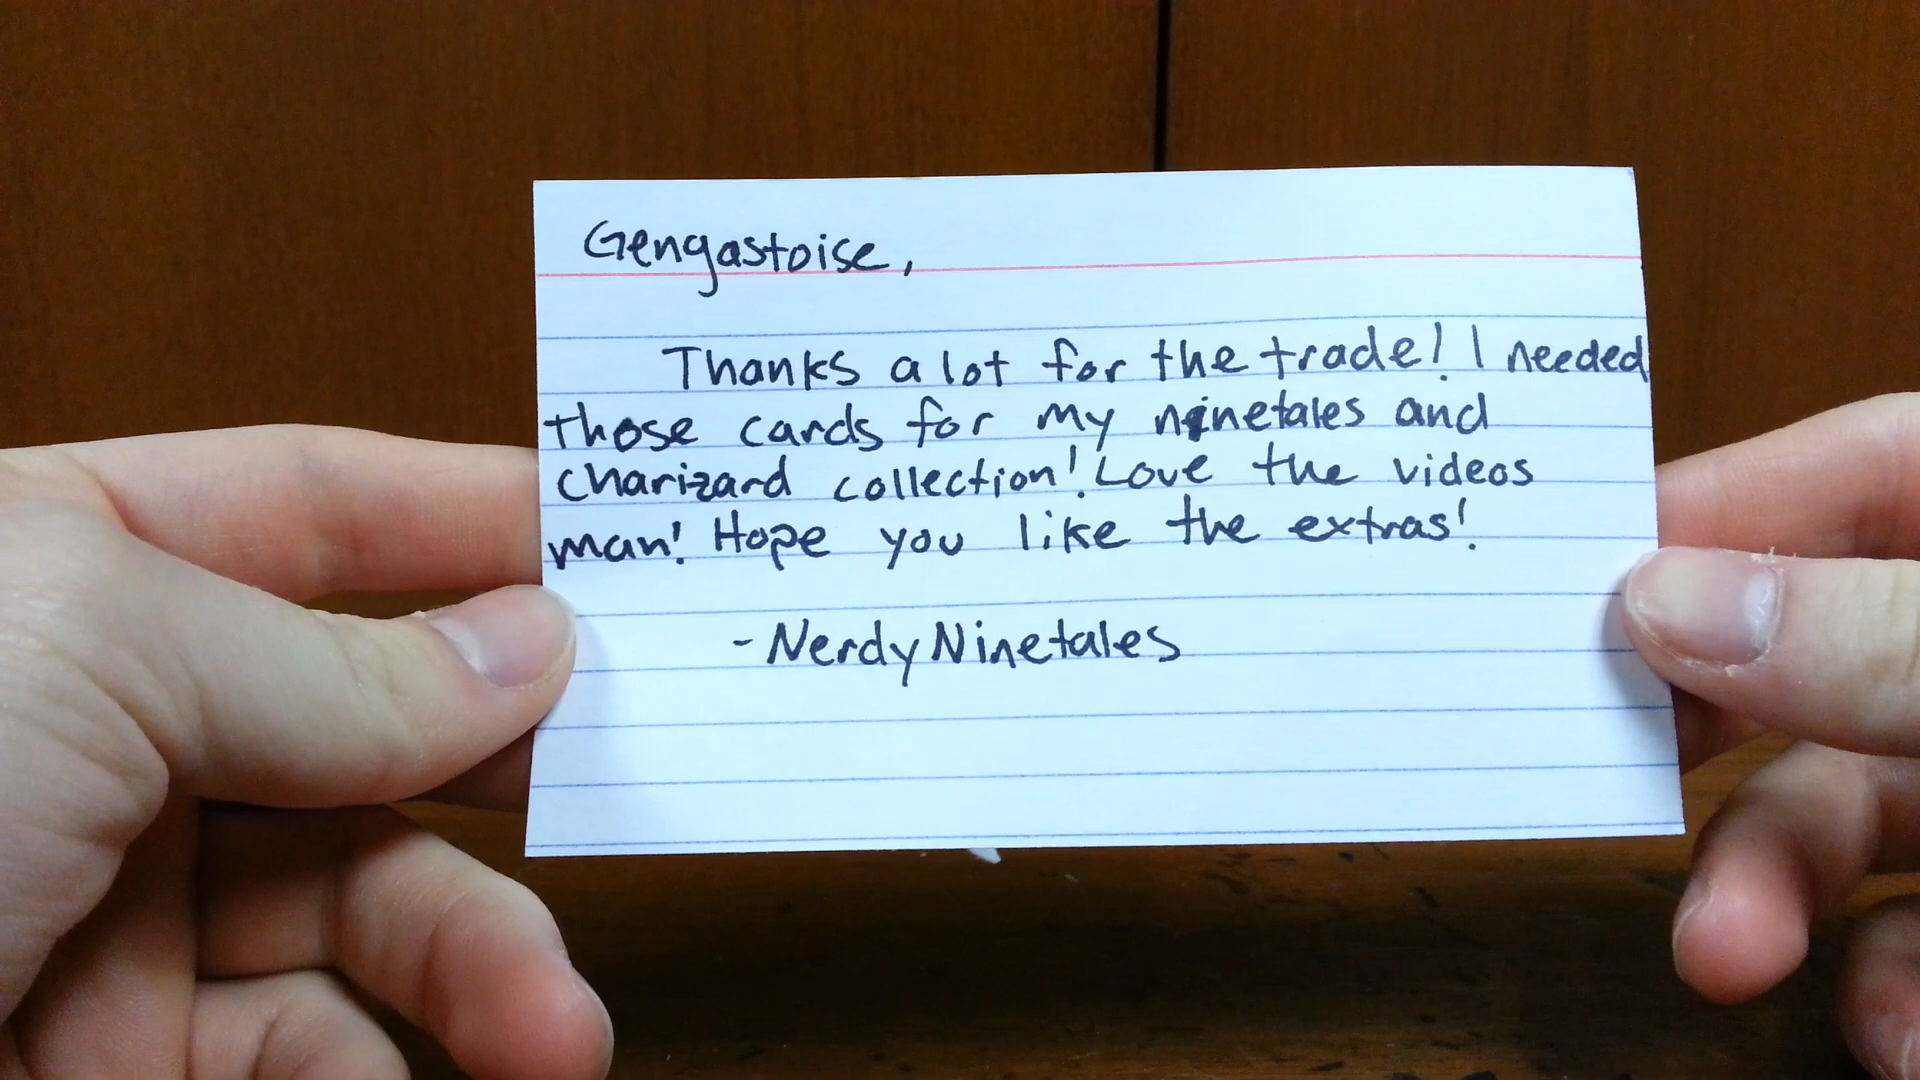 Gengastoise,
Thanks a lot for the trade! I needed
those cards for my ninetales and
charizard collection! Love the videos
man! Hope you like the extras!
-NerdyNinetales